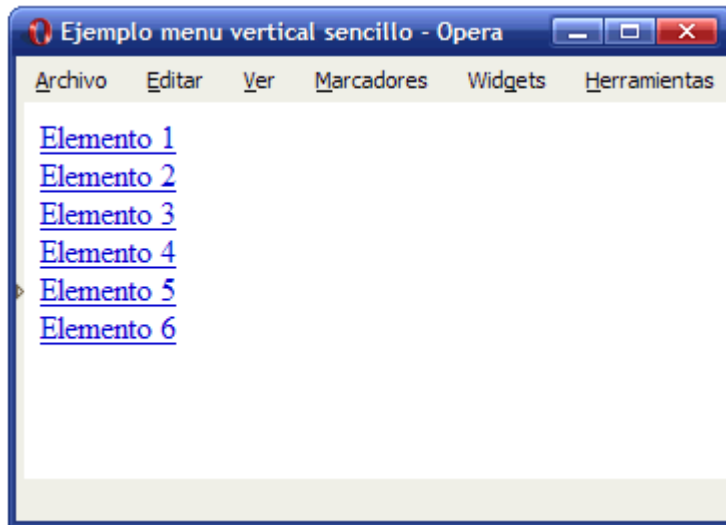 Ejemplo menu vertical sencillo - Opera
Archivo Editar Ver Marcadores Widgets Herramientas
Elemento 1
Elemento 2
Elemento 3
Elemento 4
Elemento 5
Elemento 6